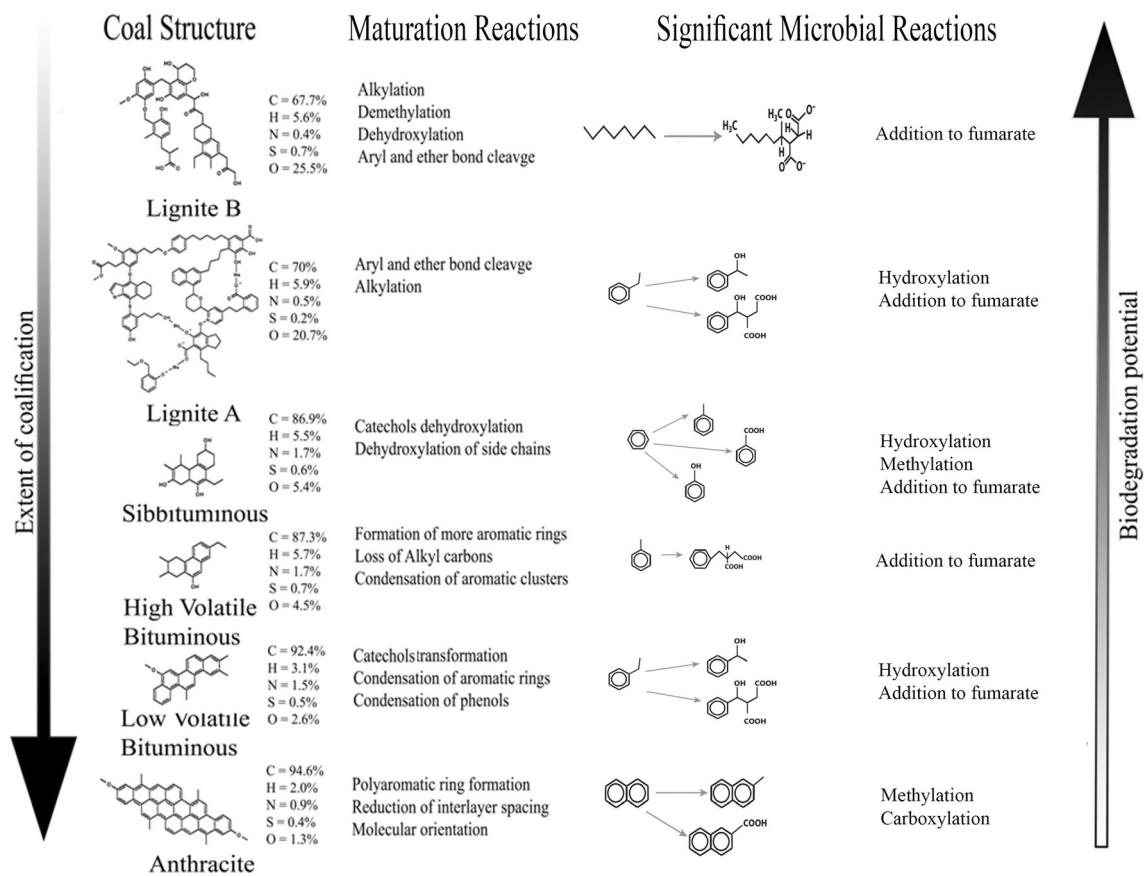 Coal Structure
Maturation Reactions
Significant Microbial Reactions
Extent of coalification
Biodegradation potential
C = 67.7%
H = 5.6%
N = 0.4%
S = 0.7%
O = 25.5%
Lignite B
Alkylation
Demethylation
Dehydroxylation
Aryl and ether bond cleavge
Addition to fumarate
C = 70%
H = 5.9%
N = 0.5%
S = 0.2%
O = 20.7%
Lignite A
Aryl and ether bond cleavge
Alkylation
Hydroxylation
Addition to fumarate
C = 86.9%
H = 5.5%
N = 1.7%
S = 0.6%
O = 5.4%
Sibbituminous
Catechols dehydroxylation
Dehydroxylation of side chains
Hydroxylation
Methylation
Addition to fumarate
C = 87.3%
H = 5.7%
N = 1.7%
S = 0.7%
O = 4.5%
High Volatile
Bituminous
Formation of more aromatic rings
Loss of Alkyl carbons
Condensation of aromatic clusters
Addition to fumarate
C = 92.4%
H = 3.1%
N = 1.5%
S = 0.5%
O = 2.6%
Low Volatile
Bituminous
Catechols transformation
Condensation of aromatic rings
Condensation of phenols
Hydroxylation
Addition to fumarate
C = 94.6%
H = 2.0%
N = 0.9%
S = 0.4%
O = 1.3%
Anthracite
Polyaromatic ring formation
Reduction of interlayer spacing
Molecular orientation
Methylation
Carboxylation